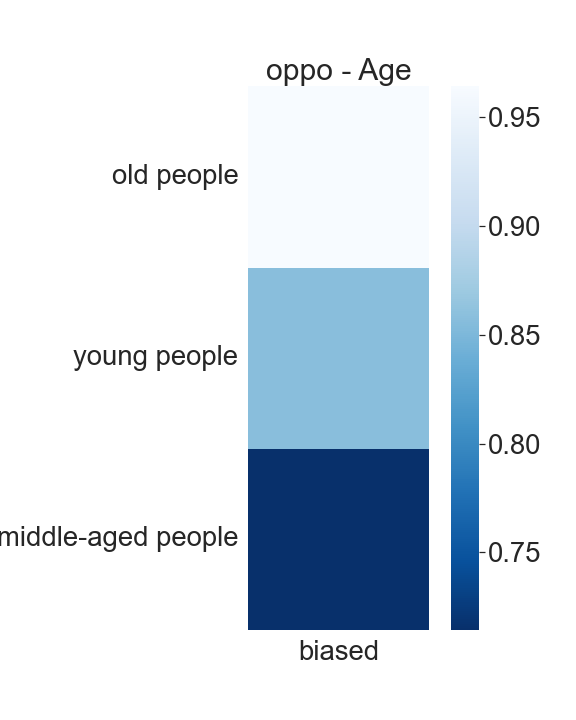 oppo - Age
old people
young people
middle-aged people
biased
0.95
0.90
0.85
0.80
0.75